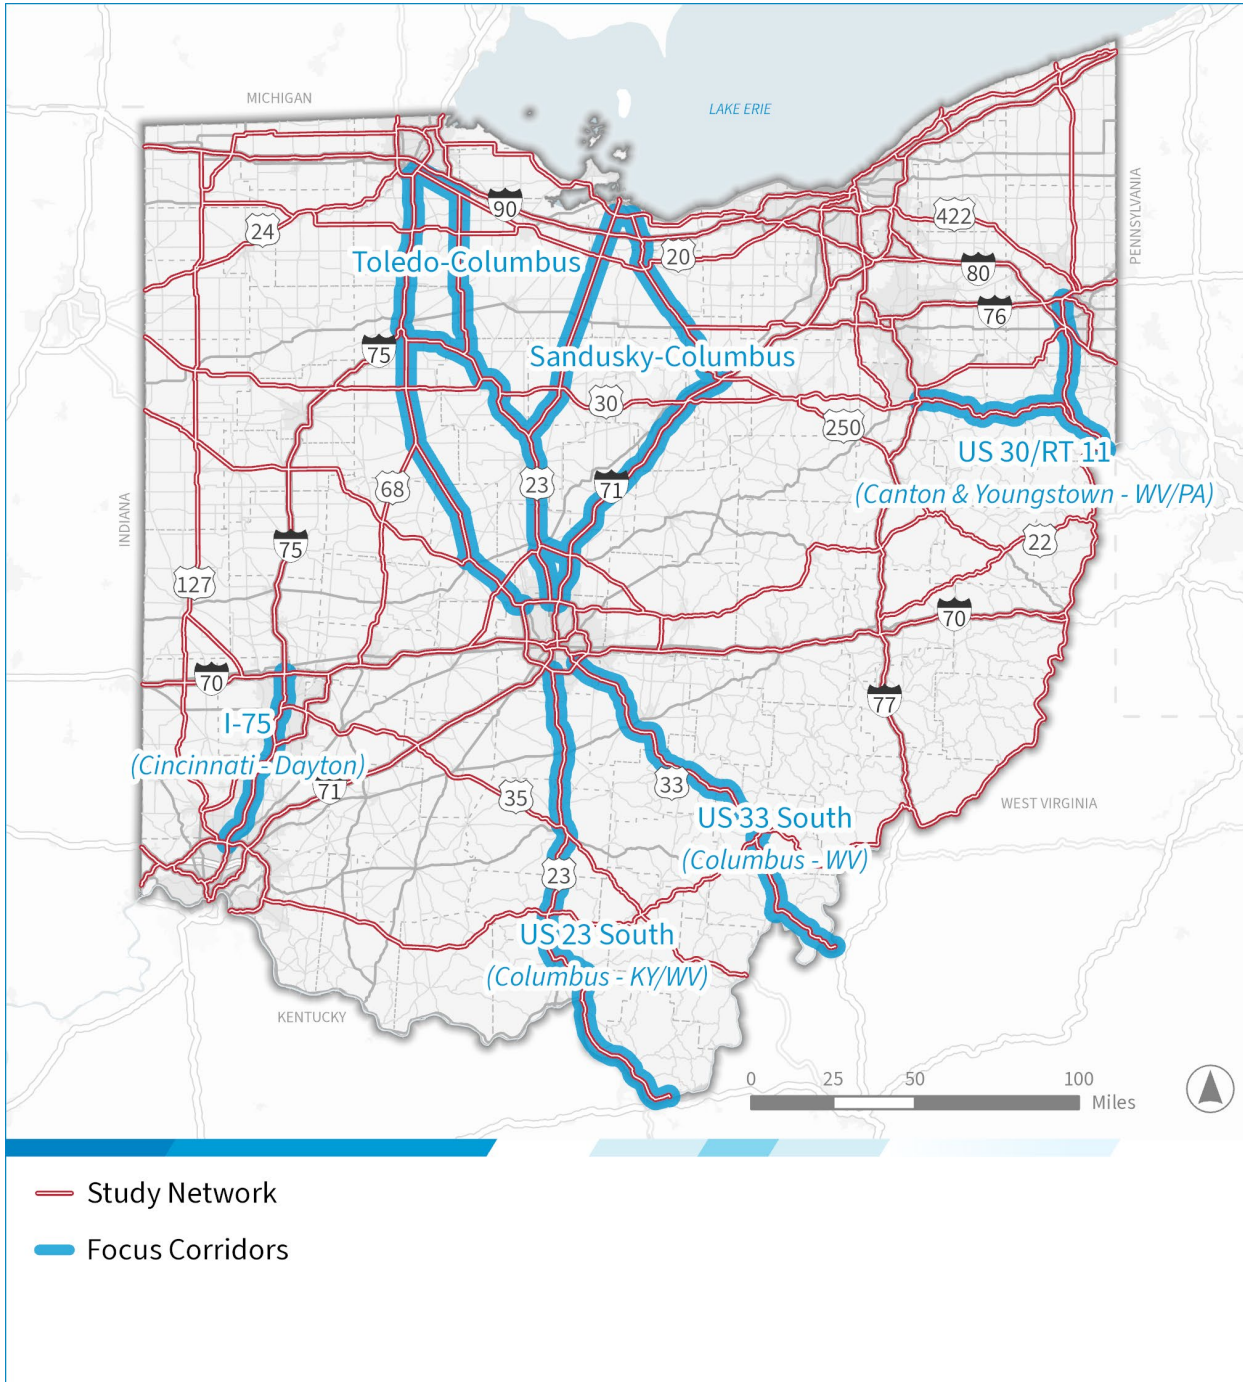 MICHIGAN
LAKE ERIE
PENNSYLVANIA
90
422
24
20
Toledo-Columbus
80
76
75
Sandusky-Columbus
30
250
US 30/RT 11
68
23
71
(Canton & Youngstown - WV/PA)
INDIANA
75
22
127
70
70
77
I-75
(Cincinnati - Dayton)
71
35
33
WEST VIRGINIA
US 33 South
(Columbus - WV)
23
US 23 South
(Columbus - KY/WV)
KENTUCKY
0 25 50 100
Miles
Study Network
Focus Corridors